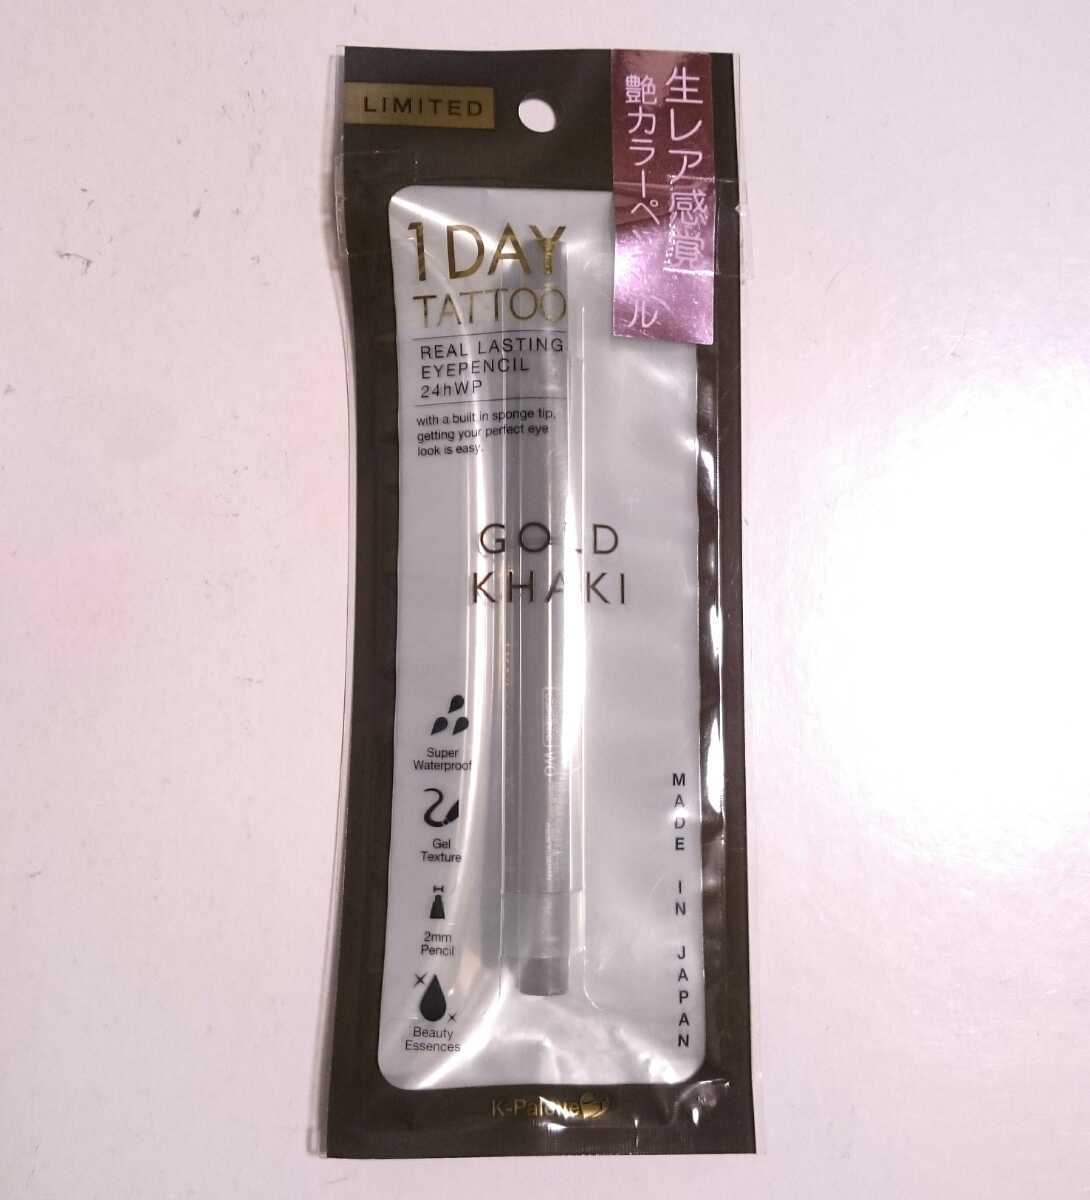 LIMITED
生レア感覚
艶カラーペンシル
1DAY
TATTOO
REAL LASTING
EYEPENCIL
24hWP
with a built in sponge tip,
getting your perfect eye
look is easy.
GOLD
KHAKI
Super
Waterproof
Gel
Texture
2mm
Pencil
Beauty
Essences
MADE IN JAPAN
K-Palette